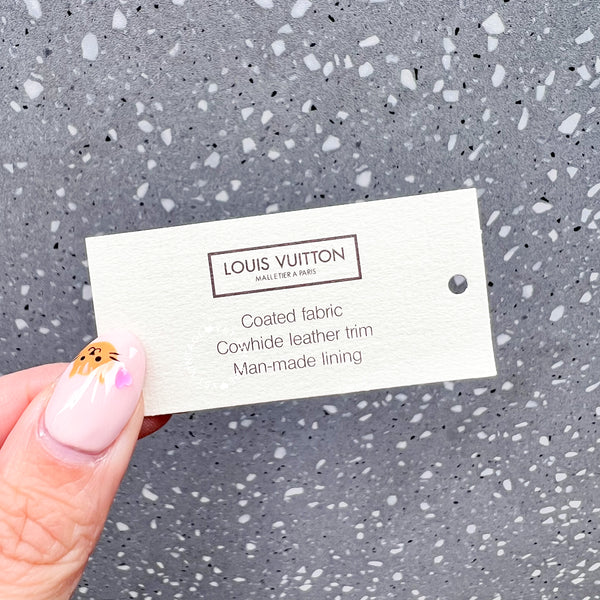 LOUIS VUITTON
MALLETIER A PARIS
Coated fabric
Cowhide leather trim
Man-made lining